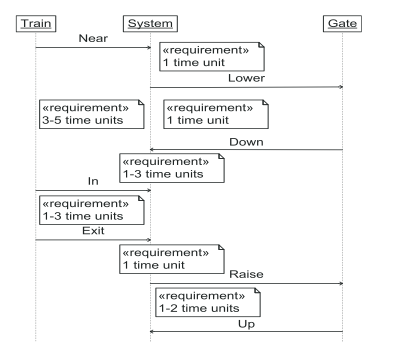 Train System Gate
Near
«requirement»
1 time unit
Lower
«requirement» «requirement»
3-5 time units 1 time unit
Down
«requirement»
1-3 time units
In
«requirement»
1-3 time units
Exit
«requirement»
1 time unit
Raise
«requirement»
1-2 time units
Up